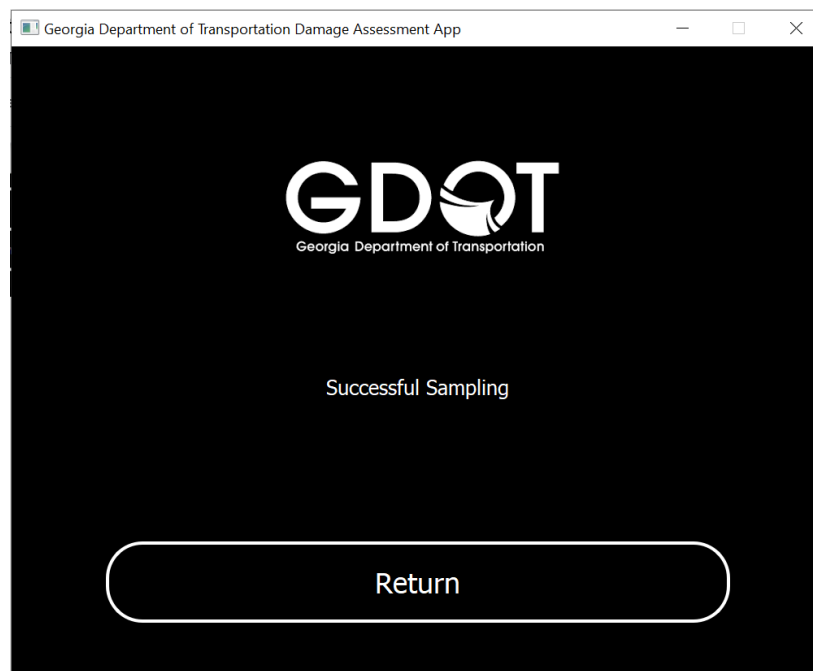 Georgia Department of Transportation Damage Assessment App
GDOT
Georgia Department of Transportation
Successful Sampling
Return